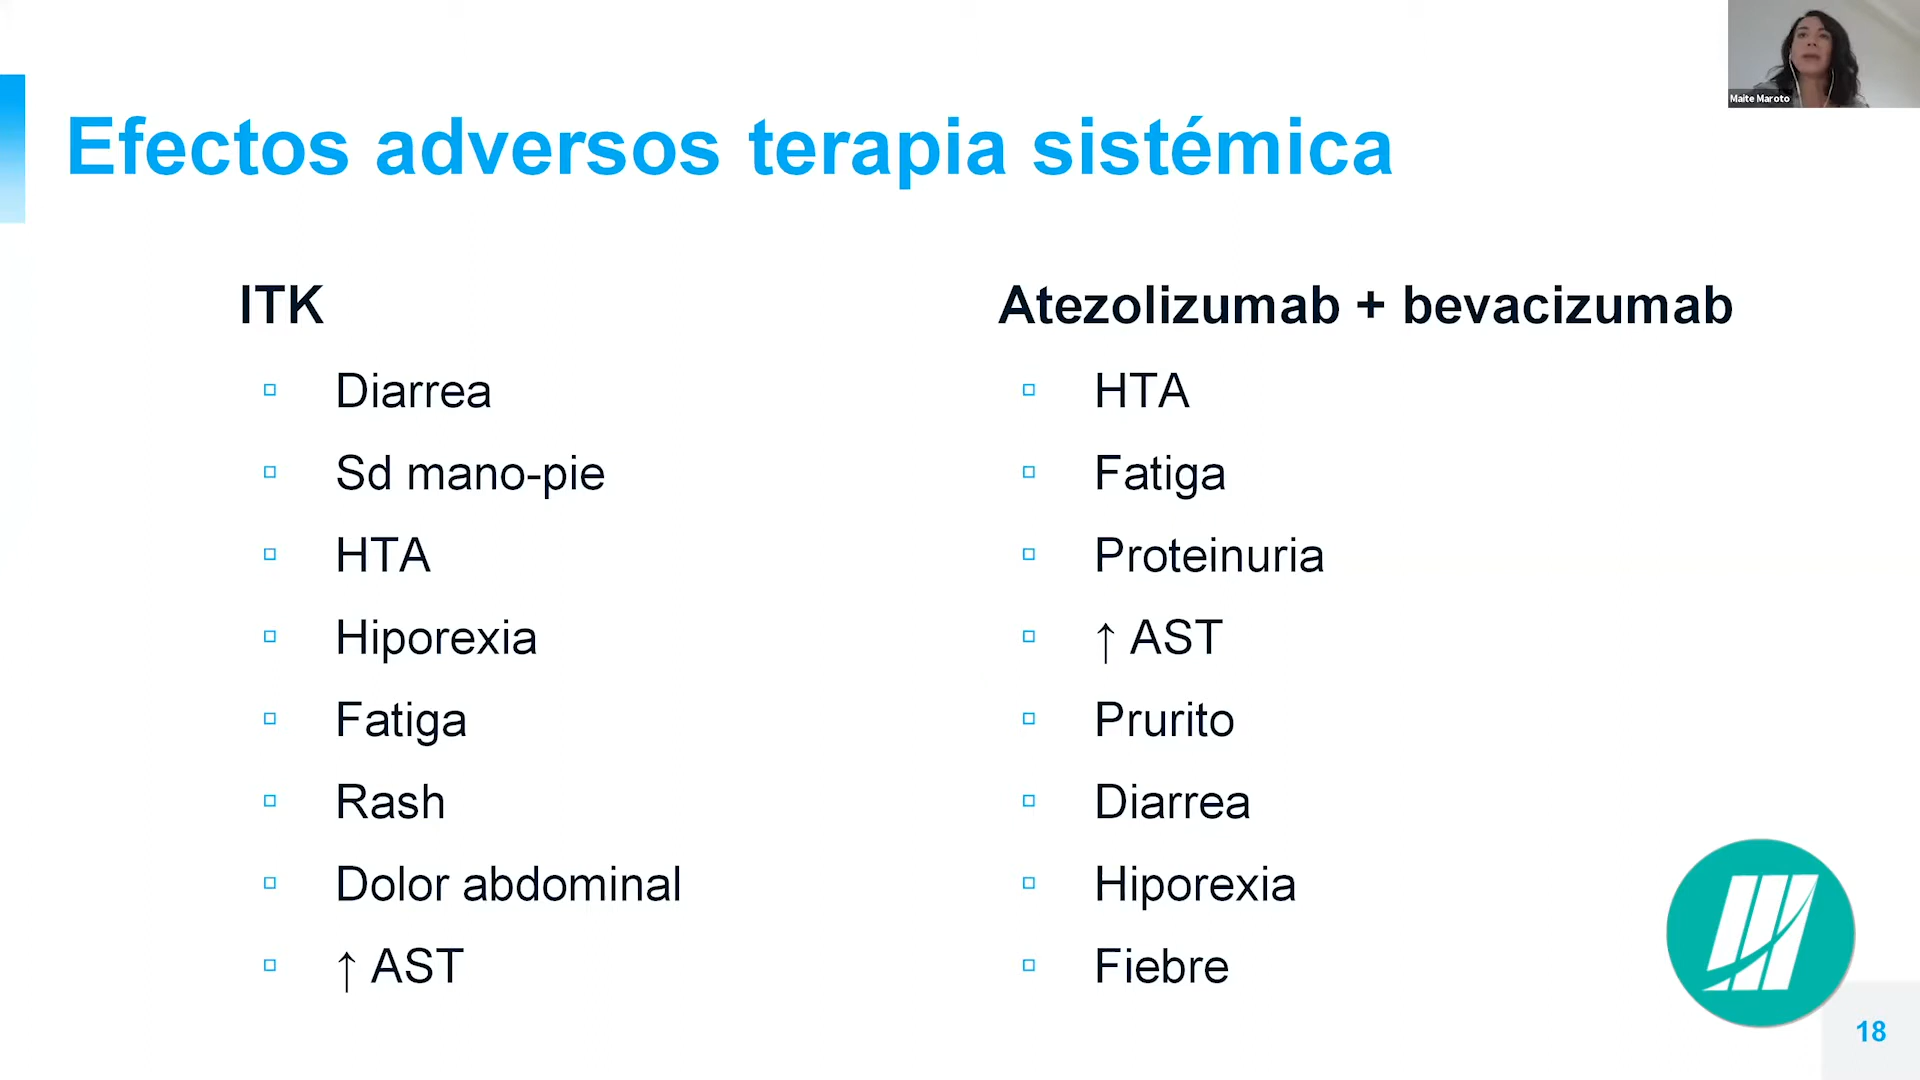 Maite Maroto
Efectos adversos terapia sistémica
ITK
Diarrea
Sd mano-pie
HTA
Hiporexia
Fatiga
Rash
Dolor abdominal
↑ AST
Atezolizumab + bevacizumab
HTA
Fatiga
Proteinuria
↑ AST
Prurito
Diarrea
Hiporexia
Fiebre
18